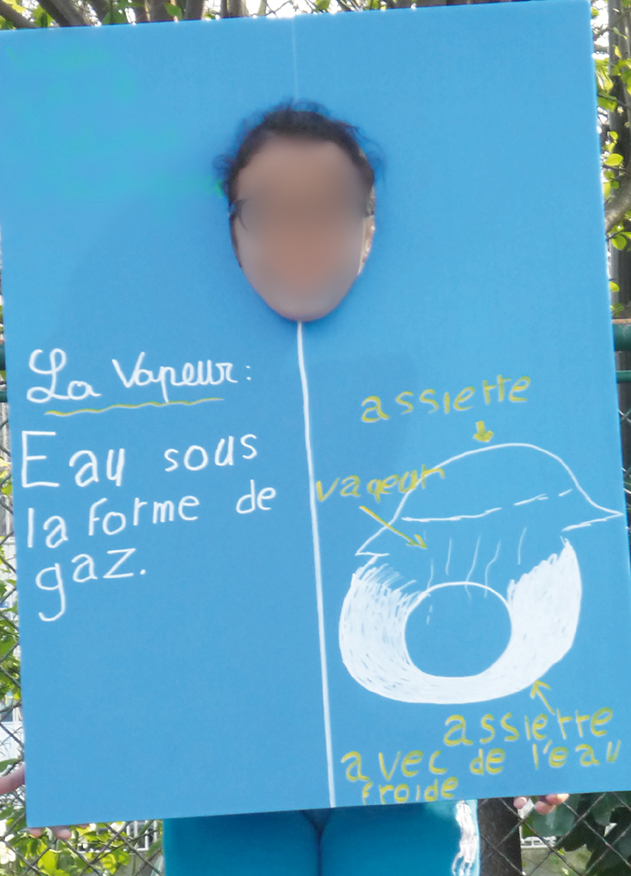 La Vapeur:
Eau sous
la forme de
gaz.
assiette
vapeur
assiette
avec de l'eau
froide